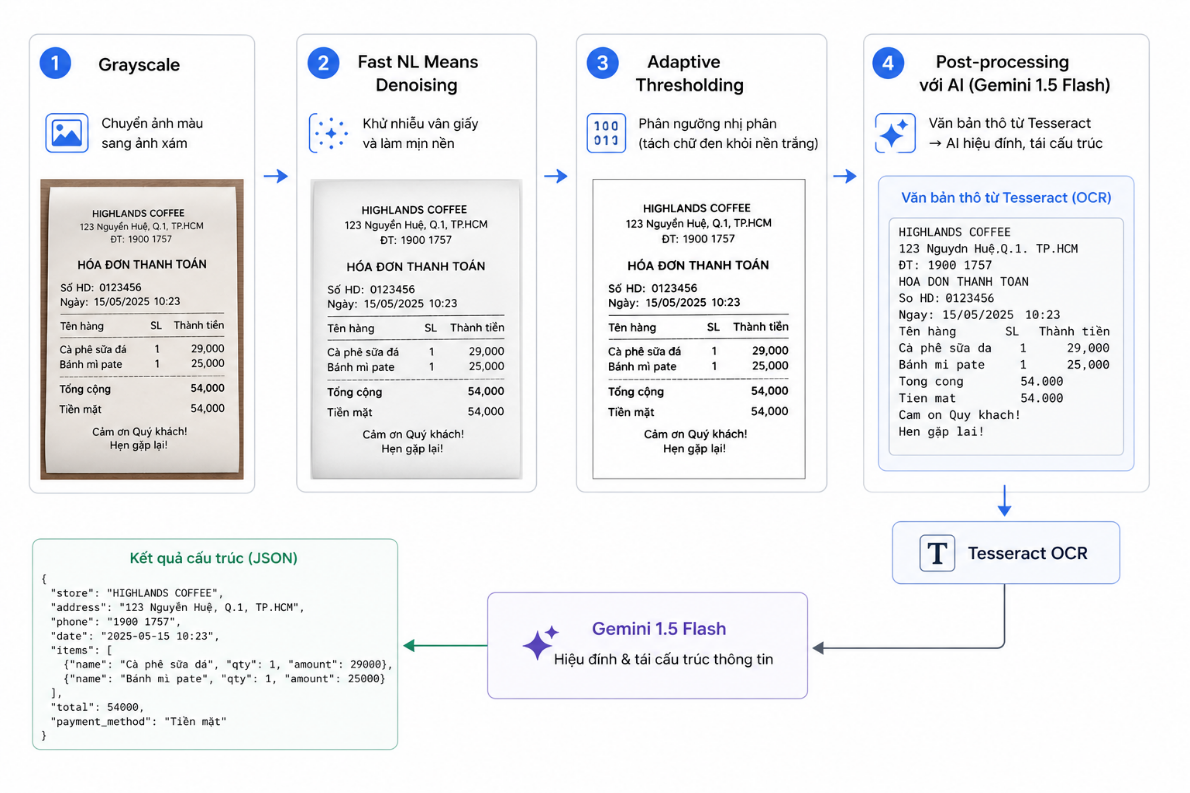 1 Grayscale
Chuyển ảnh màu
sang ảnh xám
HIGHLANDS COFFEE
123 Nguyễn Huệ, Q.1, TP.HCM
ĐT: 1900 1757
HÓA ĐƠN THANH TOÁN
Số HD: 0123456
Ngày: 15/05/2025 10:23
Tên hàng SL Thành tiền
Cà phê sữa đá 1 29,000
Bánh mì pate 1 25,000
Tổng cộng 54,000
Tiền mặt 54,000
Cảm ơn Quý khách!
Hẹn gặp lại!
2 Fast NL Means
Denoising
Khử nhiễu vân giấy
và làm mịn nền
HIGHLANDS COFFEE
123 Nguyễn Huệ, Q.1, TP.HCM
ĐT: 1900 1757
HÓA ĐƠN THANH TOÁN
Số HD: 0123456
Ngày: 15/05/2025 10:23
Tên hàng SL Thành tiền
Cà phê sữa đá 1 29,000
Bánh mì pate 1 25,000
Tổng cộng 54,000
Tiền mặt 54,000
Cảm ơn Quý khách!
Hẹn gặp lại!
3 Adaptive
Thresholding
100
013
Phân ngưỡng nhị phân
(tách chữ đen khỏi nền trắng)
HIGHLANDS COFFEE
123 Nguyễn Huệ, Q.1, TP.HCM
ĐT: 1900 1757
HÓA ĐƠN THANH TOÁN
Số HD: 0123456
Ngày: 15/05/2025 10:23
Tên hàng SL Thành tiền
Cà phê sữa đá 1 29,000
Bánh mì pate 1 25,000
Tổng cộng 54,000
Tiền mặt 54,000
Cảm ơn Quý khách!
Hẹn gặp lại!
4 Post-processing
với AI (Gemini 1.5 Flash)
Văn bản thô từ Tesseract
→ AI hiệu đính, tái cấu trúc
Văn bản thô từ Tesseract (OCR)
HIGHLANDS COFFEE
123 Nguydn Huệ.Q.1. TP.HCM
ĐT: 1900 1757
HOA DON THANH TOAN
So HD: 0123456
Ngay: 15/05/2025 10:23
Tên hàng SL Thành tiền
Cà phê sữa da 1 29,000
Bánh mi pate 1 25,000
Tong cong 54.000
Tien mat 54.000
Cam on Quy khach!
Hen gặp lai!
T Tesseract OCR
Gemini 1.5 Flash
Hiệu đính & tái cấu trúc thông tin
Kết quả cấu trúc (JSON)
{
"store": "HIGHLANDS COFFEE",
"address": "123 Nguyễn Huệ, Q.1, TP.HCM",
"phone": "1900 1757",
"date": "2025-05-15 10:23",
"items": [
{"name": "Cà phê sữa dá", "qty": 1, "amount": 29000},
{"name": "Bánh mì pate", "qty": 1, "amount": 25000}
],
"total": 54000,
"payment_method": "Tiền mặt"
}